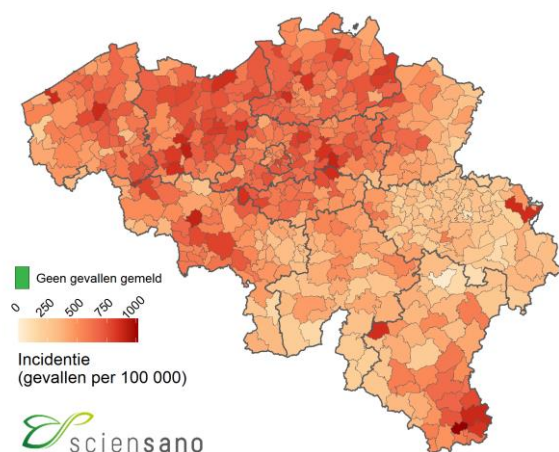 Geen gevallen gemeld
0 250 500 750 1000
Incidentie
(gevallen per 100 000)
sciensano